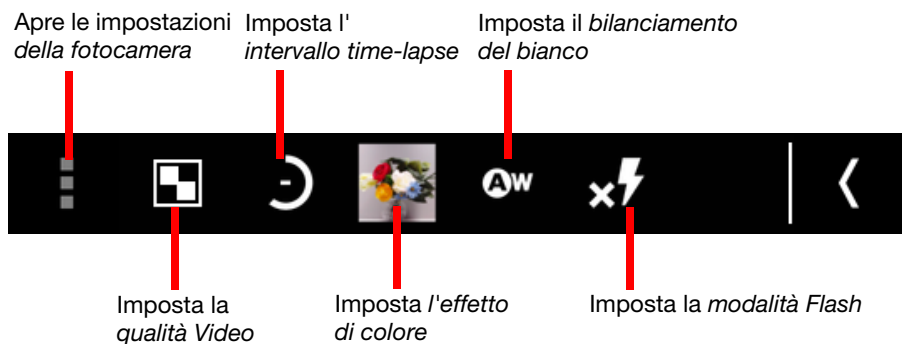 Apre le impostazioni
della fotocamera
Imposta l'
intervallo time-lapse
Imposta il bilanciamento
del bianco
AW
Imposta la
qualità Video
Imposta l'effetto
di colore
Imposta la modalità Flash